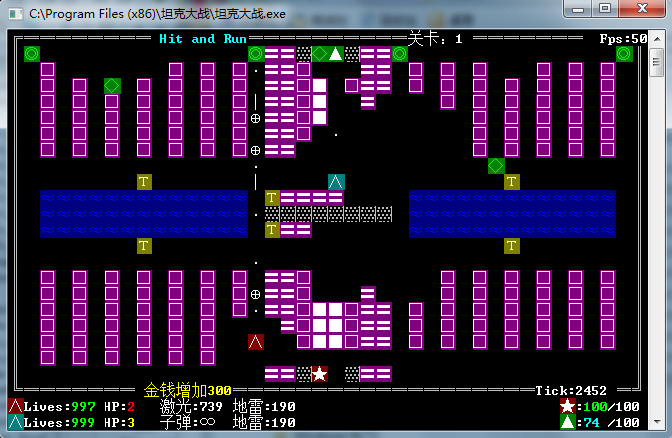 C:\Program Files (x86)\坦克大战\坦克大战.exe
Hit and Run 关卡: 1 Fps:50
T T
T
T T T
金钱增加300 Tick:2452
Lives:997 HP:2 激光:739 地雷:190 :100/100
Lives:999 HP:3 子弹:∞ 地雷:190 :74 /100